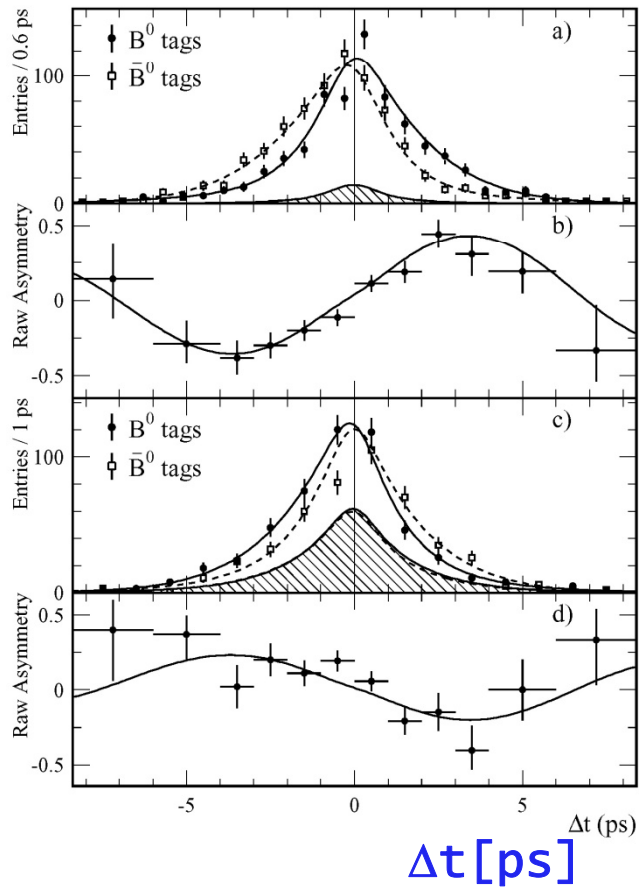 Entries / 0.6 ps
100
0
B⁰ tags
B̄⁰ tags
a)
Raw Asymmetry
0.5
0
-0.5
b)
Entries / 1 ps
100
0
B⁰ tags
B̄⁰ tags
c)
Raw Asymmetry
0.5
0
-0.5
d)
-5 0 5
Δt (ps)
Δt[ps]